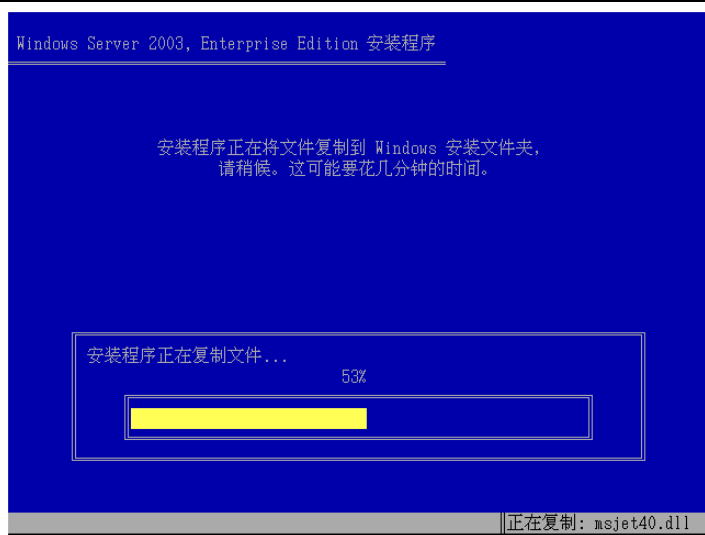 Windows Server 2003, Enterprise Edition 安装程序
安装程序正在将文件复制到 Windows 安装文件夹,
请稍候。这可能要花几分钟的时间。
安装程序正在复制文件...
53%
正在复制: msjet40.dll